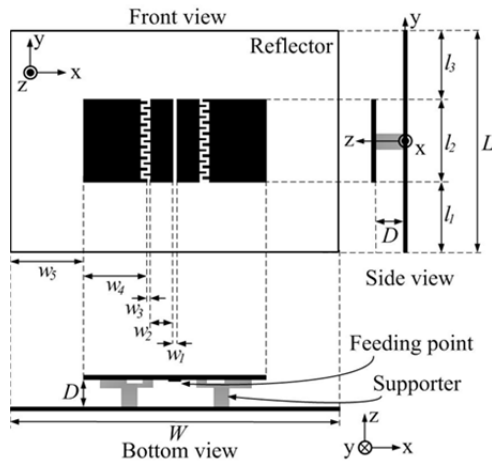 Front view
y
z
x
Reflector
y
z
x
l3
l2
l1
L
D
Side view
w5
w4
w3
w2
w1
D
Feeding point
Supporter
W
Bottom view
z
y
x